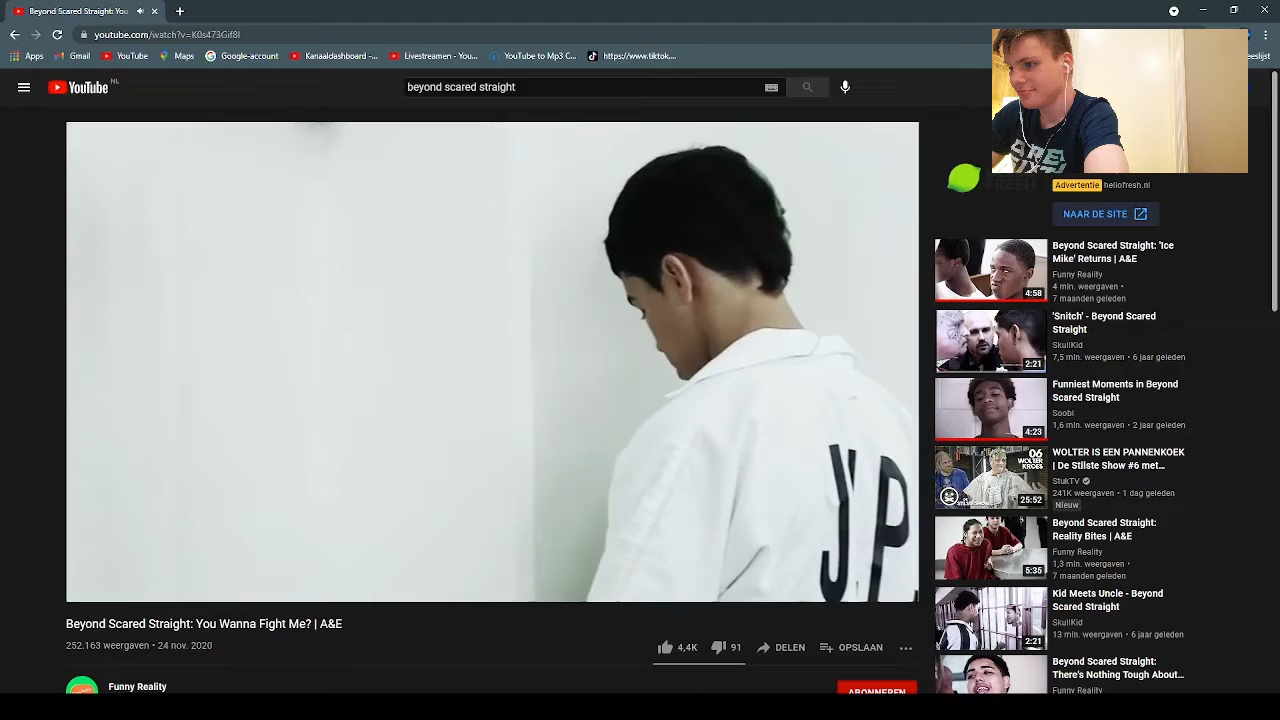 Beyond Scared Straight: You
youtube.com/watch?v=K0s473Gif8I
Apps
Gmail
YouTube
Maps
Google-account
Kanaaldashboard -...
Livestreamen - You...
YouTube to Mp3 C...
https://www.tiktok....
eeslijst
YouTube NL
beyond scared straight
Advertentie hellofresh.nl
NAAR DE SITE
J.P.
Beyond Scared Straight: 'Ice
Mike' Returns | A&E
Funny Reality
4 mln. weergaven •
7 maanden geleden
4:58
'Snitch' - Beyond Scared
Straight
SkullKid
7,5 mln. weergaven • 6 jaar geleden
2:21
Funniest Moments in Beyond
Scared Straight
Soobi
1,6 mln. weergaven • 2 jaar geleden
4:23
WOLTER IS EEN PANNENKOEK
| De Stilste Show #6 met...
StukTV
241K weergaven • 1 dag geleden
Nieuw
06
WOLTER
KROES
25:52
Beyond Scared Straight:
Reality Bites | A&E
Funny Reality
1,3 mln. weergaven •
7 maanden geleden
5:35
Kid Meets Uncle - Beyond
Scared Straight
SkullKid
13 mln. weergaven • 6 jaar geleden
2:21
Beyond Scared Straight:
There's Nothing Tough About...
Funny Reality
Beyond Scared Straight: You Wanna Fight Me? | A&E
252.163 weergaven • 24 nov. 2020
4,4K
91
DELEN
OPSLAAN
Funny Reality
ABONNEREN